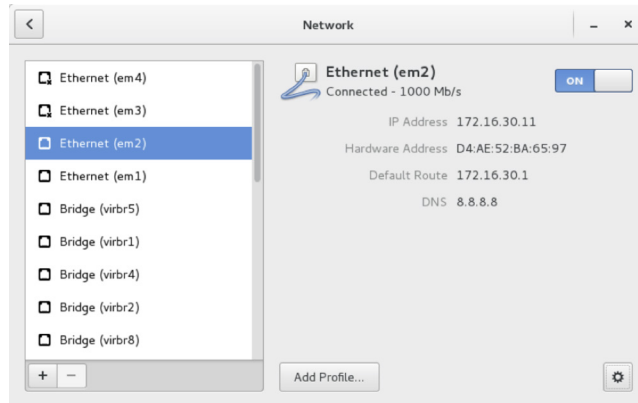 Network
Ethernet (em4)
Ethernet (em3)
Ethernet (em2)
Ethernet (em1)
Bridge (virbr5)
Bridge (virbr1)
Bridge (virbr4)
Bridge (virbr2)
Bridge (virbr8)
Ethernet (em2)
Connected - 1000 Mb/s
ON
IP Address 172.16.30.11
Hardware Address D4:AE:52:BA:65:97
Default Route 172.16.30.1
DNS 8.8.8.8
Add Profile...